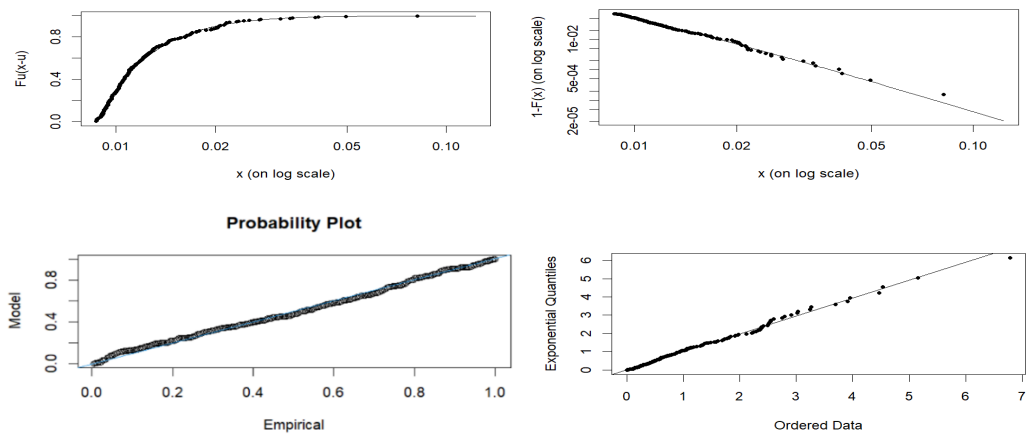 Fu(x-u)
0.0 0.4 0.8
0.01 0.02 0.05 0.10
x (on log scale)
1-F(x) (on log scale)
2e-05 5e-04 1e-02
0.01 0.02 0.05 0.10
x (on log scale)
Probability Plot
Model
0.0 0.4 0.8
0.0 0.2 0.4 0.6 0.8 1.0
Empirical
Exponential Quantiles
0 1 2 3 4 5 6
0 1 2 3 4 5 6 7
Ordered Data